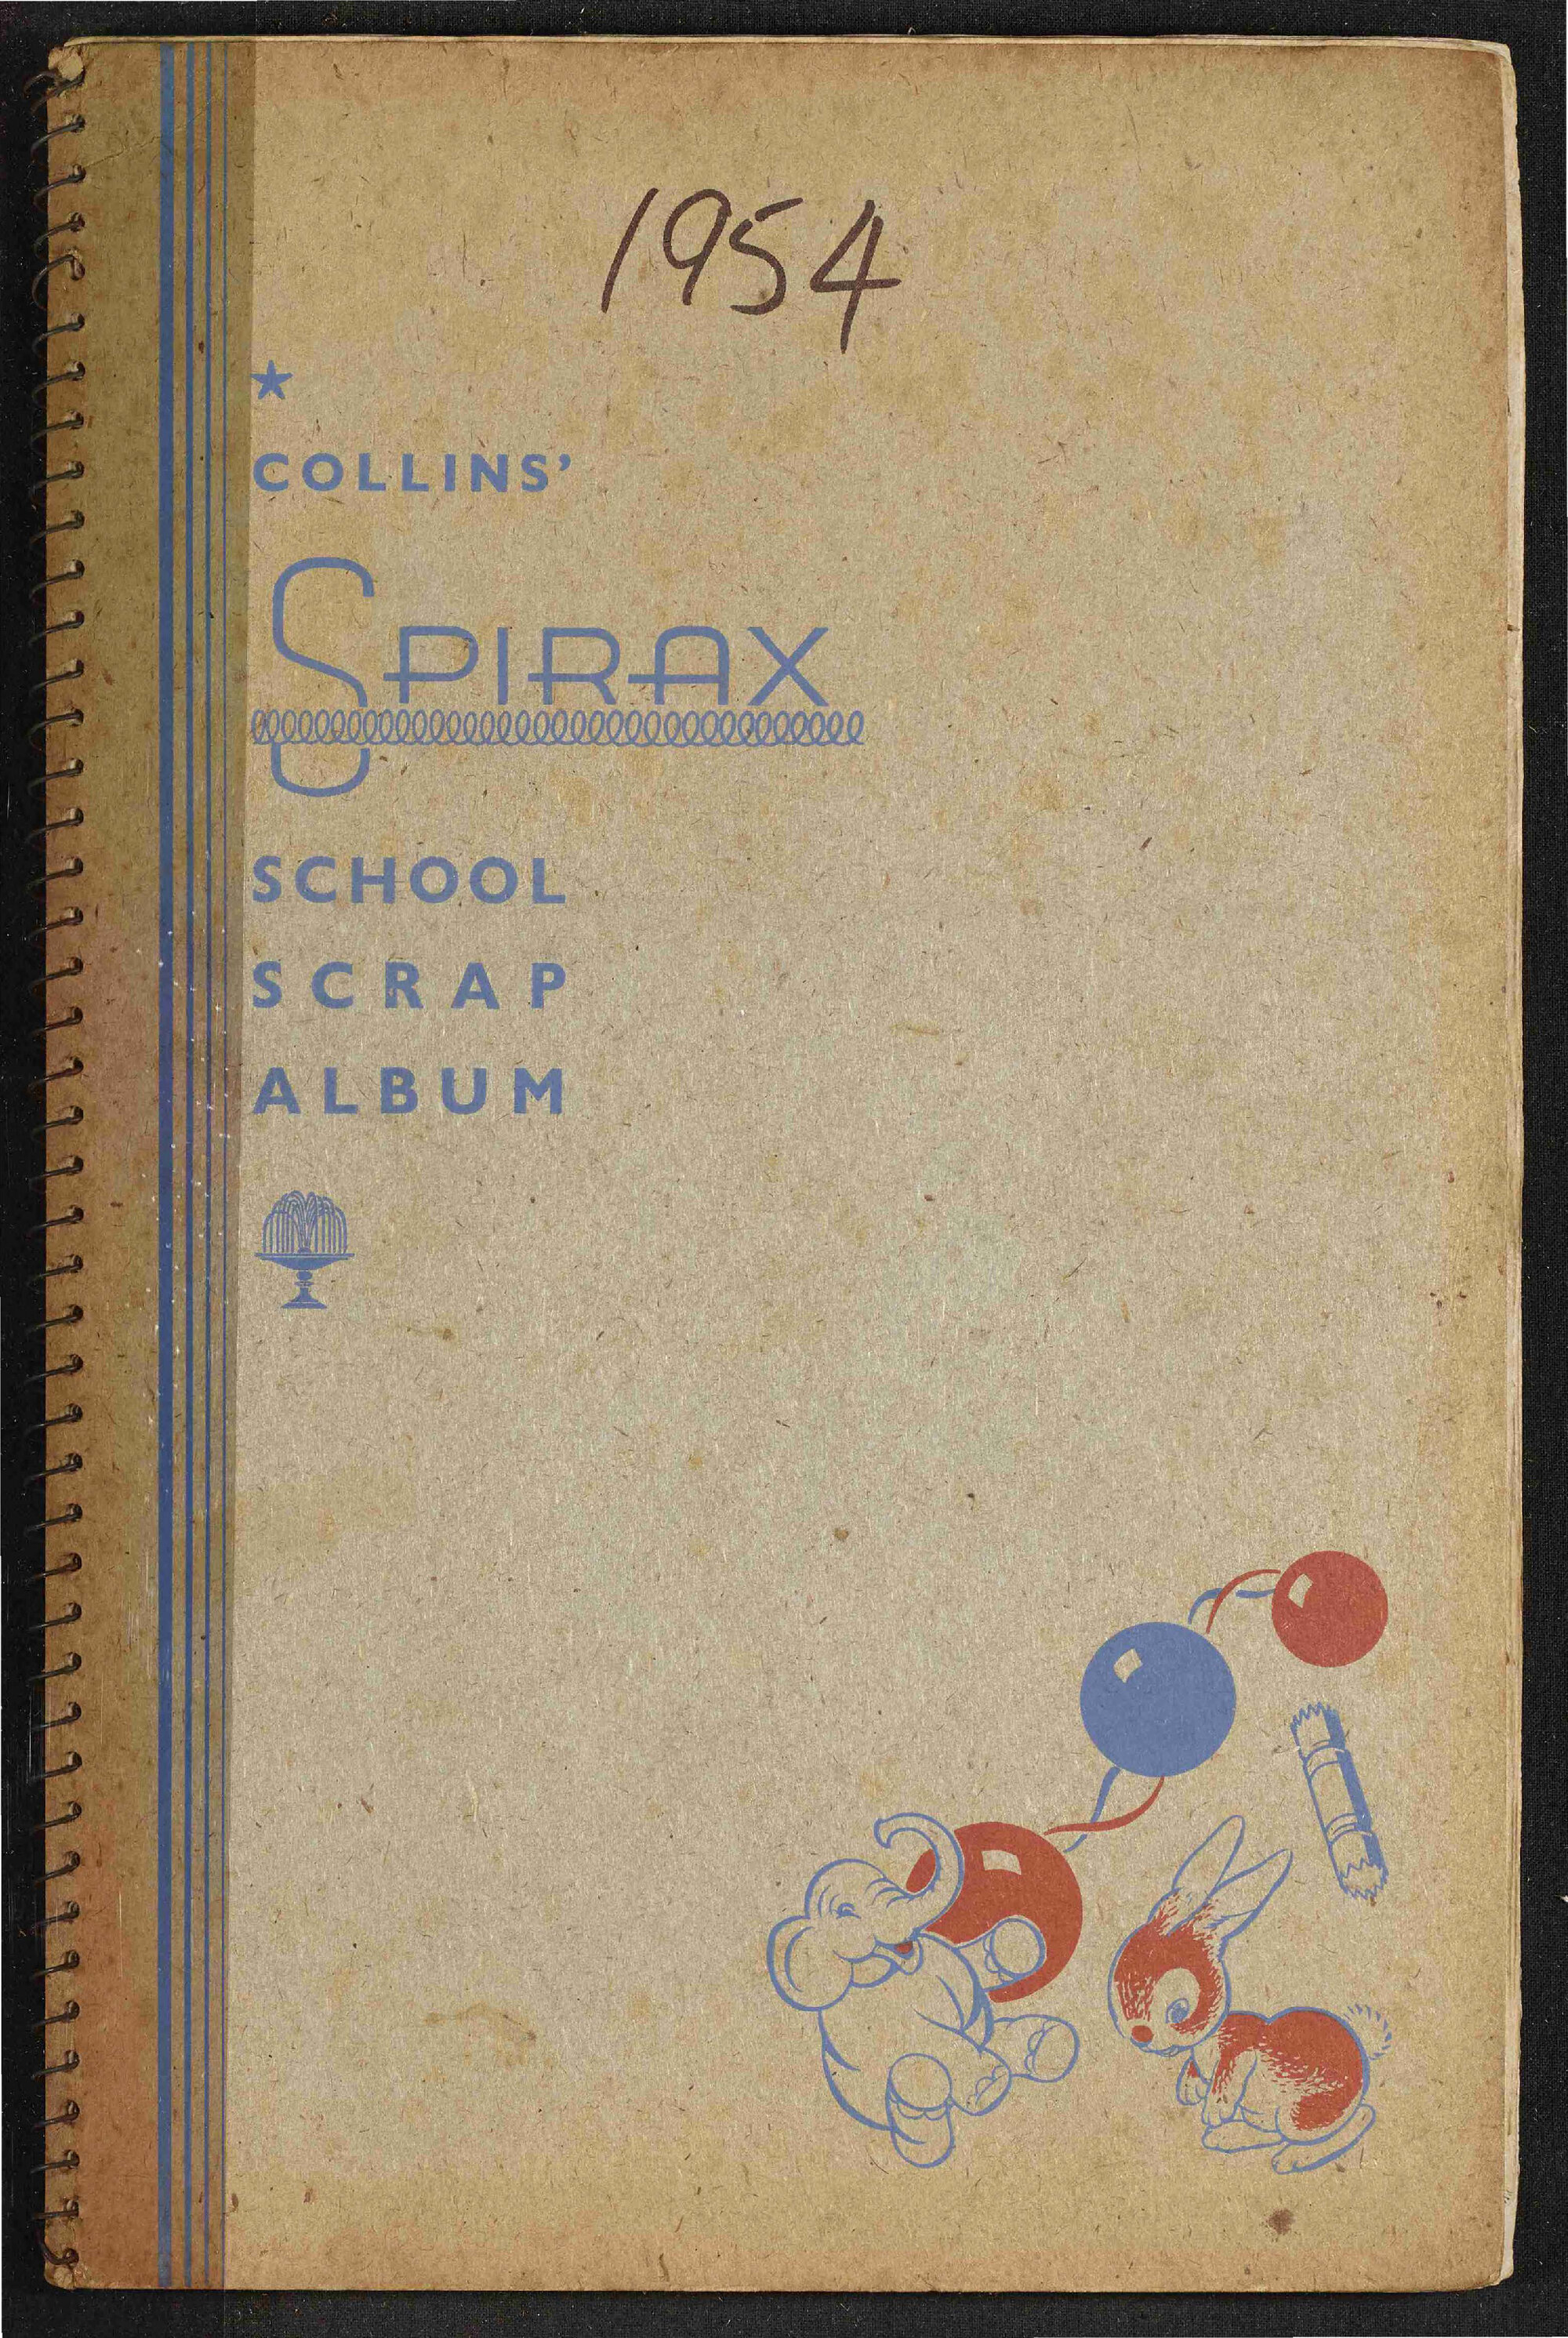 1954
COLLINS'
SPIRAX
SCHOOL
SCRAP
ALBUM